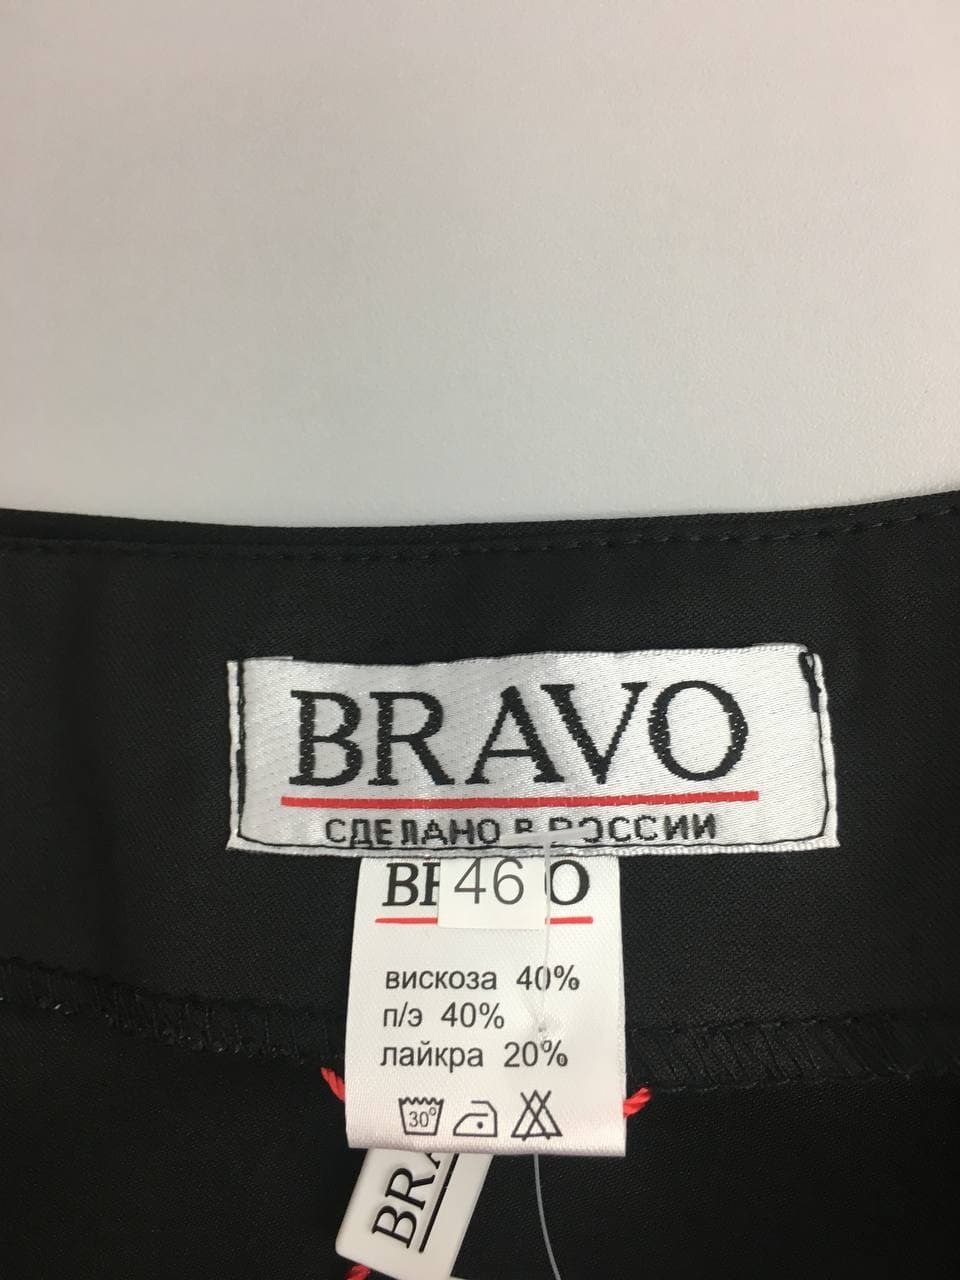 BRAVO
СДЕЛАНО В РОССИИ
46
вискоза 40%
п/э 40%
лайкра 20%
30°